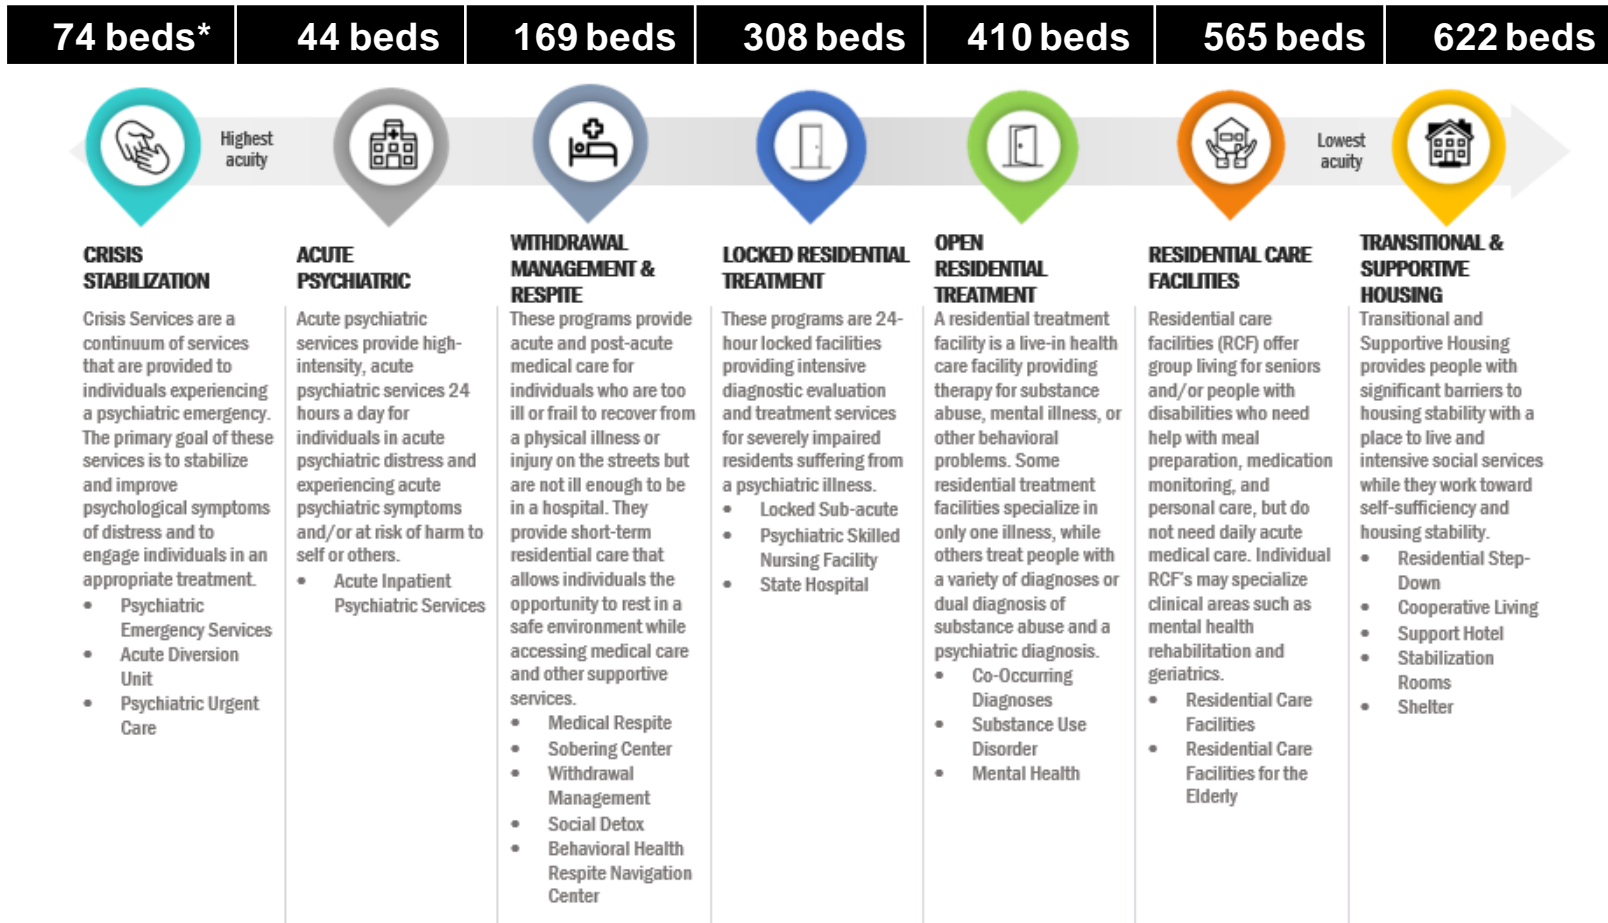 74 beds*
44 beds
169 beds
308 beds
410 beds
565 beds
622 beds
Highest
acuity
Lowest
acuity
CRISIS
STABILIZATION
Crisis Services are a
continuum of services
that are provided to
individuals experiencing
a psychiatric emergency.
The primary goal of these
services is to stabilize
and improve
psychological symptoms
of distress and to
engage individuals in an
appropriate treatment.
• Psychiatric
Emergency Services
• Acute Diversion
Unit
• Psychiatric Urgent
Care
ACUTE
PSYCHIATRIC
Acute psychiatric
services provide high-
intensity, acute
psychiatric services 24
hours a day for
individuals in acute
psychiatric distress and
experiencing acute
psychiatric symptoms
and/or at risk of harm to
self or others.
• Acute Inpatient
Psychiatric Services
WITHDRAWAL
MANAGEMENT &
RESPITE
These programs provide
acute and post-acute
medical care for
individuals who are too
ill or frail to recover from
a physical illness or
injury on the streets but
are not ill enough to be
in a hospital. They
provide short-term
residential care that
allows individuals the
opportunity to rest in a
safe environment while
accessing medical care
and other supportive
services.
• Medical Respite
• Sobering Center
• Withdrawal
Management
• Social Detox
• Behavioral Health
Respite Navigation
Center
LOCKED RESIDENTIAL
TREATMENT
These programs are 24-
hour locked facilities
providing intensive
diagnostic evaluation
and treatment services
for severely impaired
residents suffering from
a psychiatric illness.
• Locked Sub-acute
• Psychiatric Skilled
Nursing Facility
• State Hospital
OPEN
RESIDENTIAL
TREATMENT
A residential treatment
facility is a live-in health
care facility providing
therapy for substance
abuse, mental illness, or
other behavioral
problems. Some
residential treatment
facilities specialize in
only one illness, while
others treat people with
a variety of diagnoses or
dual diagnosis of
substance abuse and a
psychiatric diagnosis.
• Co-Occurring
Diagnoses
• Substance Use
Disorder
• Mental Health
RESIDENTIAL CARE
FACILITIES
Residential care
facilities (RCF) offer
group living for seniors
and/or people with
disabilities who need
help with meal
preparation, medication
monitoring, and
personal care, but do
not need daily acute
medical care. Individual
RCF's may specialize
clinical areas such as
mental health
rehabilitation and
geriatrics.
• Residential Care
Facilities
• Residential Care
Facilities for the
Elderly
TRANSITIONAL &
SUPPORTIVE
HOUSING
Transitional and
Supportive Housing
provides people with
significant barriers to
housing stability with a
place to live and
intensive social services
while they work toward
self-sufficiency and
housing stability.
• Residential Step-
Down
• Cooperative Living
• Support Hotel
• Stabilization
Rooms
• Shelter